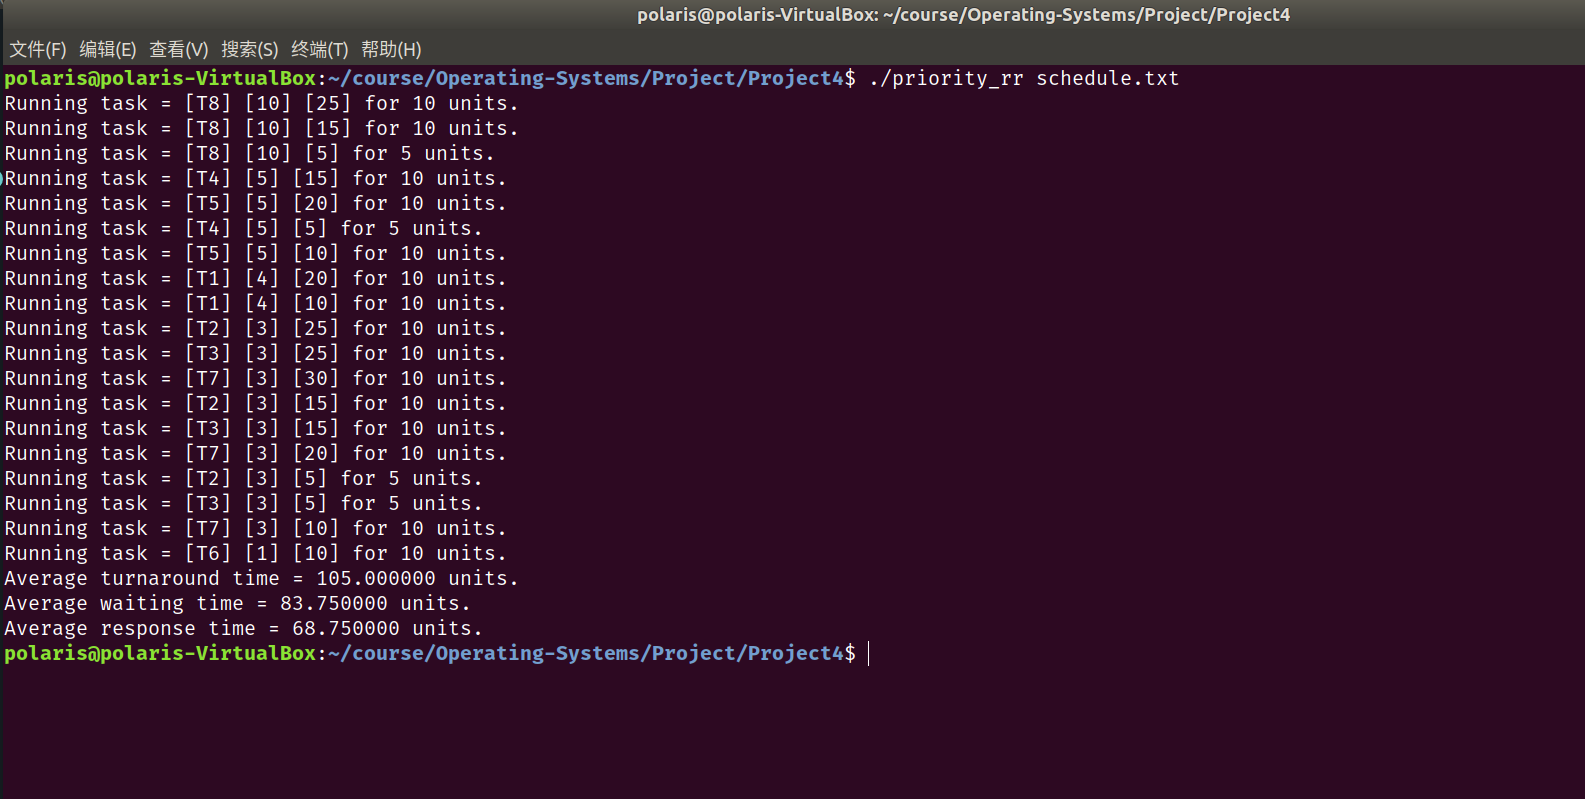 polaris@polaris-VirtualBox: ~/course/Operating-Systems/Project/Project4
文件(F) 编辑(E) 查看(V) 搜索(S) 终端(T) 帮助(H)
polaris@polaris-VirtualBox:~/course/Operating-Systems/Project/Project4$ ./priority_rr schedule.txt
Running task = [T8] [10] [25] for 10 units.
Running task = [T8] [10] [15] for 10 units.
Running task = [T8] [10] [5] for 5 units.
Running task = [T4] [5] [15] for 10 units.
Running task = [T5] [5] [20] for 10 units.
Running task = [T4] [5] [5] for 5 units.
Running task = [T5] [5] [10] for 10 units.
Running task = [T1] [4] [20] for 10 units.
Running task = [T1] [4] [10] for 10 units.
Running task = [T2] [3] [25] for 10 units.
Running task = [T3] [3] [25] for 10 units.
Running task = [T7] [3] [30] for 10 units.
Running task = [T2] [3] [15] for 10 units.
Running task = [T3] [3] [15] for 10 units.
Running task = [T7] [3] [20] for 10 units.
Running task = [T2] [3] [5] for 5 units.
Running task = [T3] [3] [5] for 5 units.
Running task = [T7] [3] [10] for 10 units.
Running task = [T6] [1] [10] for 10 units.
Average turnaround time = 105.000000 units.
Average waiting time = 83.750000 units.
Average response time = 68.750000 units.
polaris@polaris-VirtualBox:~/course/Operating-Systems/Project/Project4$